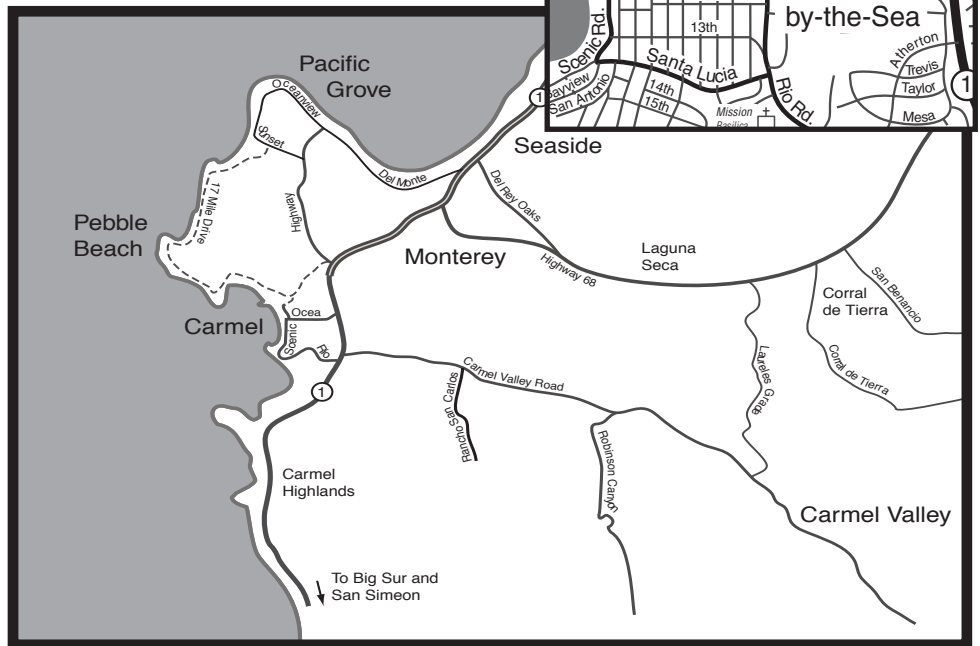 by-the-Sea
13th
Scenic Rd.
Santa Lucia
Atherton
Trevis
Taylor
Mesa
1
Bayview
San Antonio
14th
15th
Mission
Rio Rd.
Pacific
Grove
Oceanview
1
Seaside
Sunset
Del Monte
Del Rey Oaks
17 Mile Drive
Highway
Pebble
Beach
Monterey
Highway 68
Laguna
Seca
San Benancio
Corral
de Tierra
Carmel
Ocea
Scenic
Rio
Laureles Grade
Corral de Tierra
Carmel Valley Road
Rancho San Carlos
1
Robinson Canyon
Carmel
Highlands
Carmel Valley
To Big Sur and
San Simeon